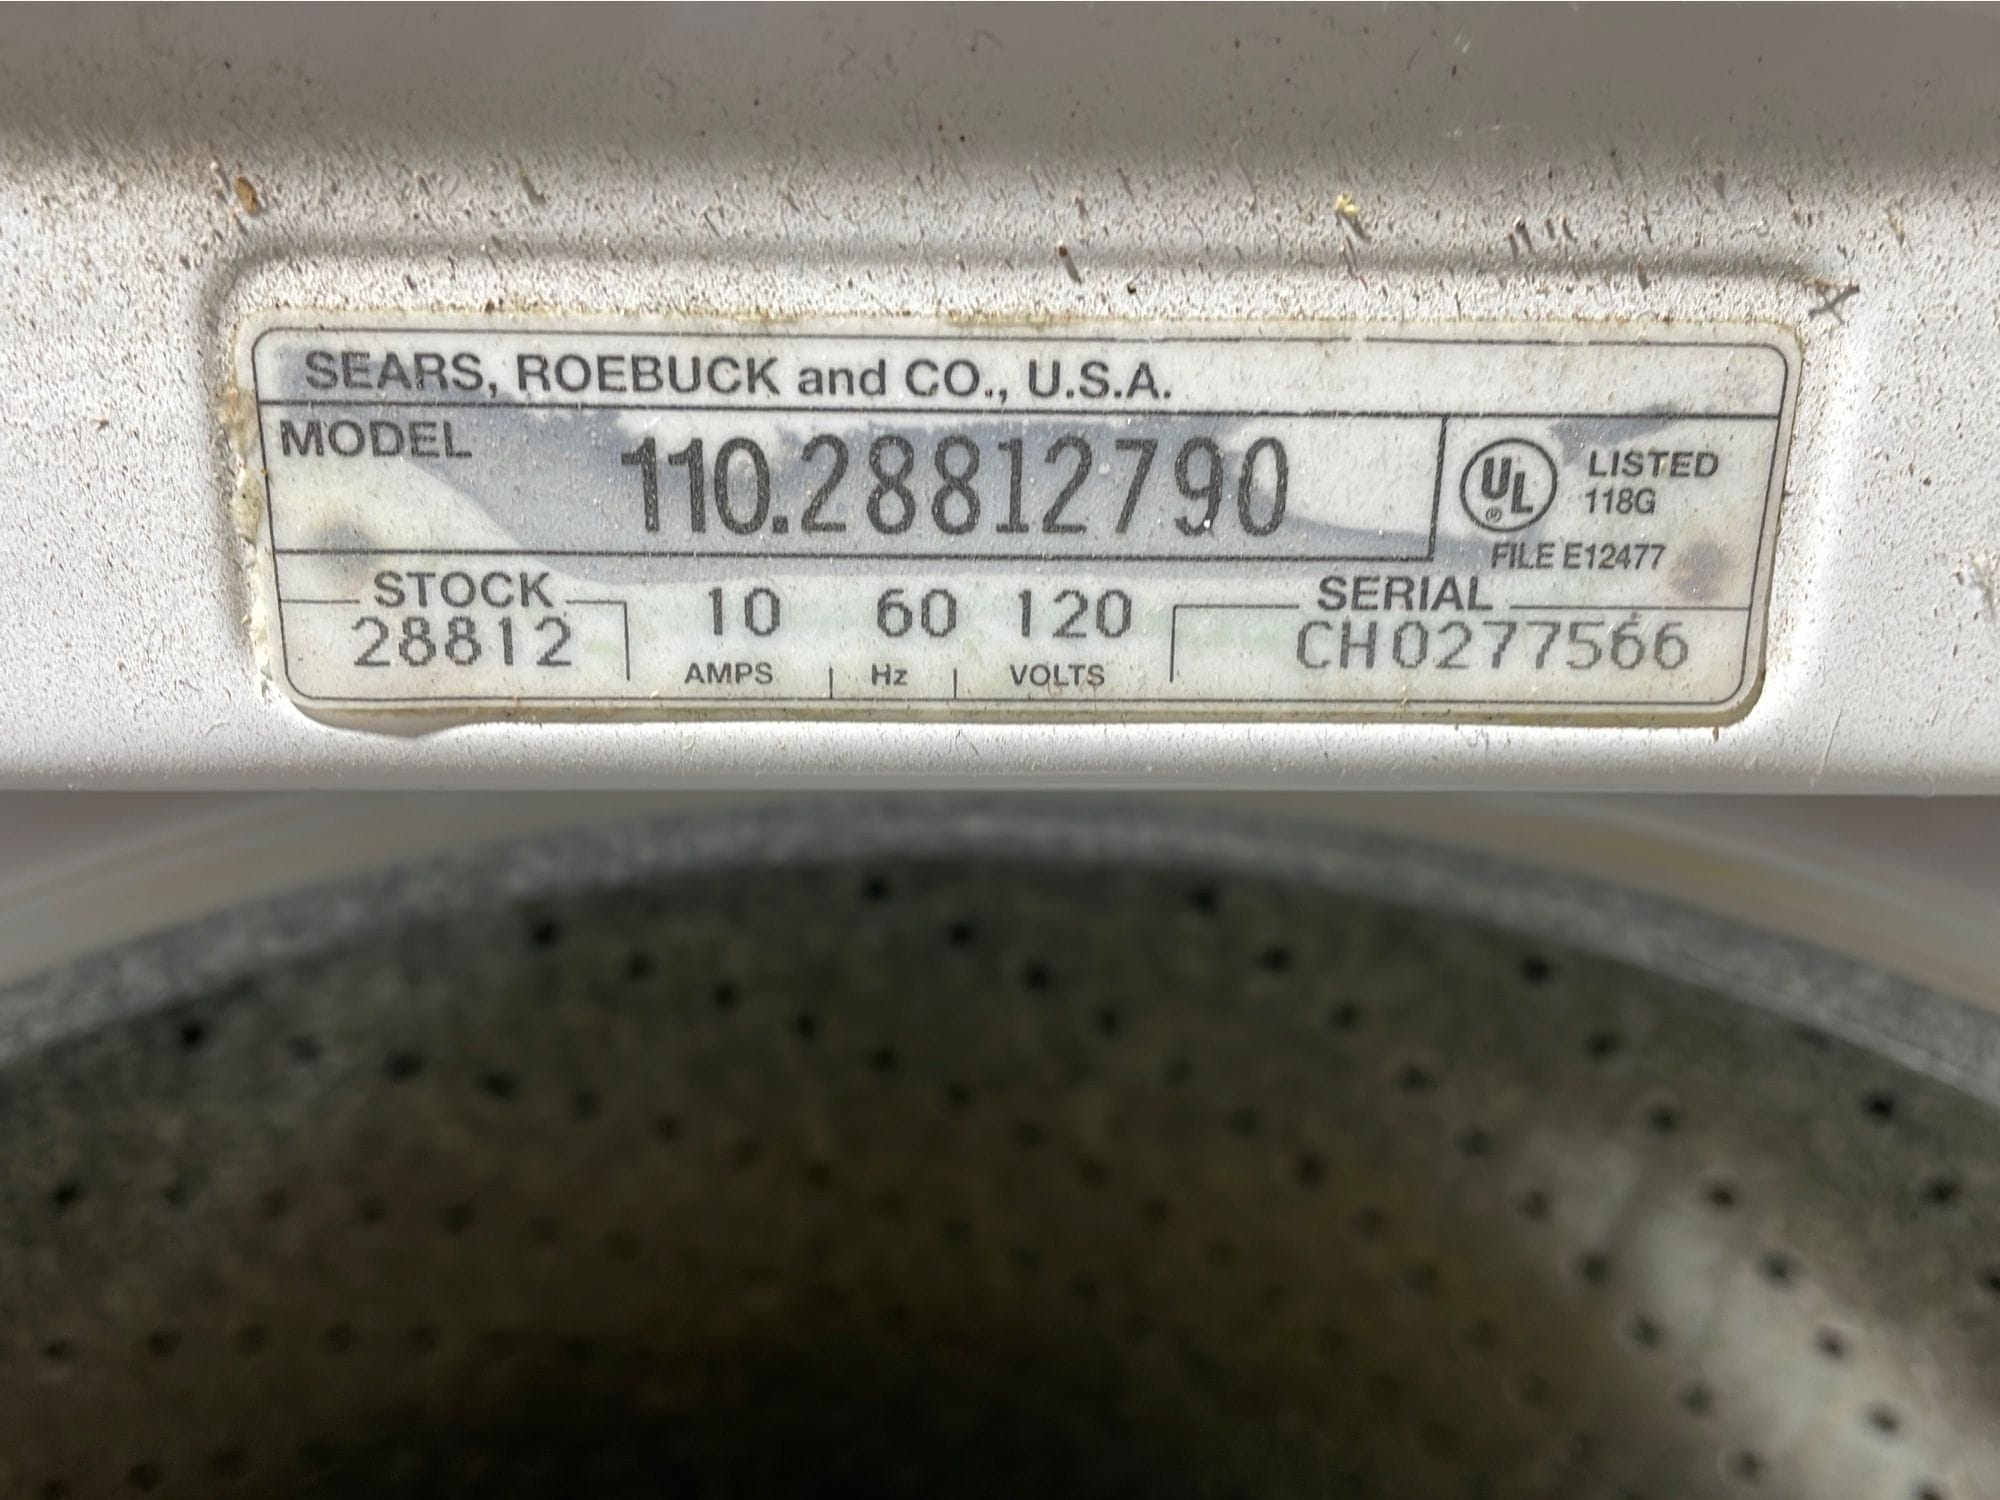 SEARS, ROEBUCK and CO., U.S.A.
MODEL 110.28812790
UL ® LISTED
118G
FILE E12477
STOCK
28812
10 60 120
AMPS Hz VOLTS
SERIAL
CH0277566